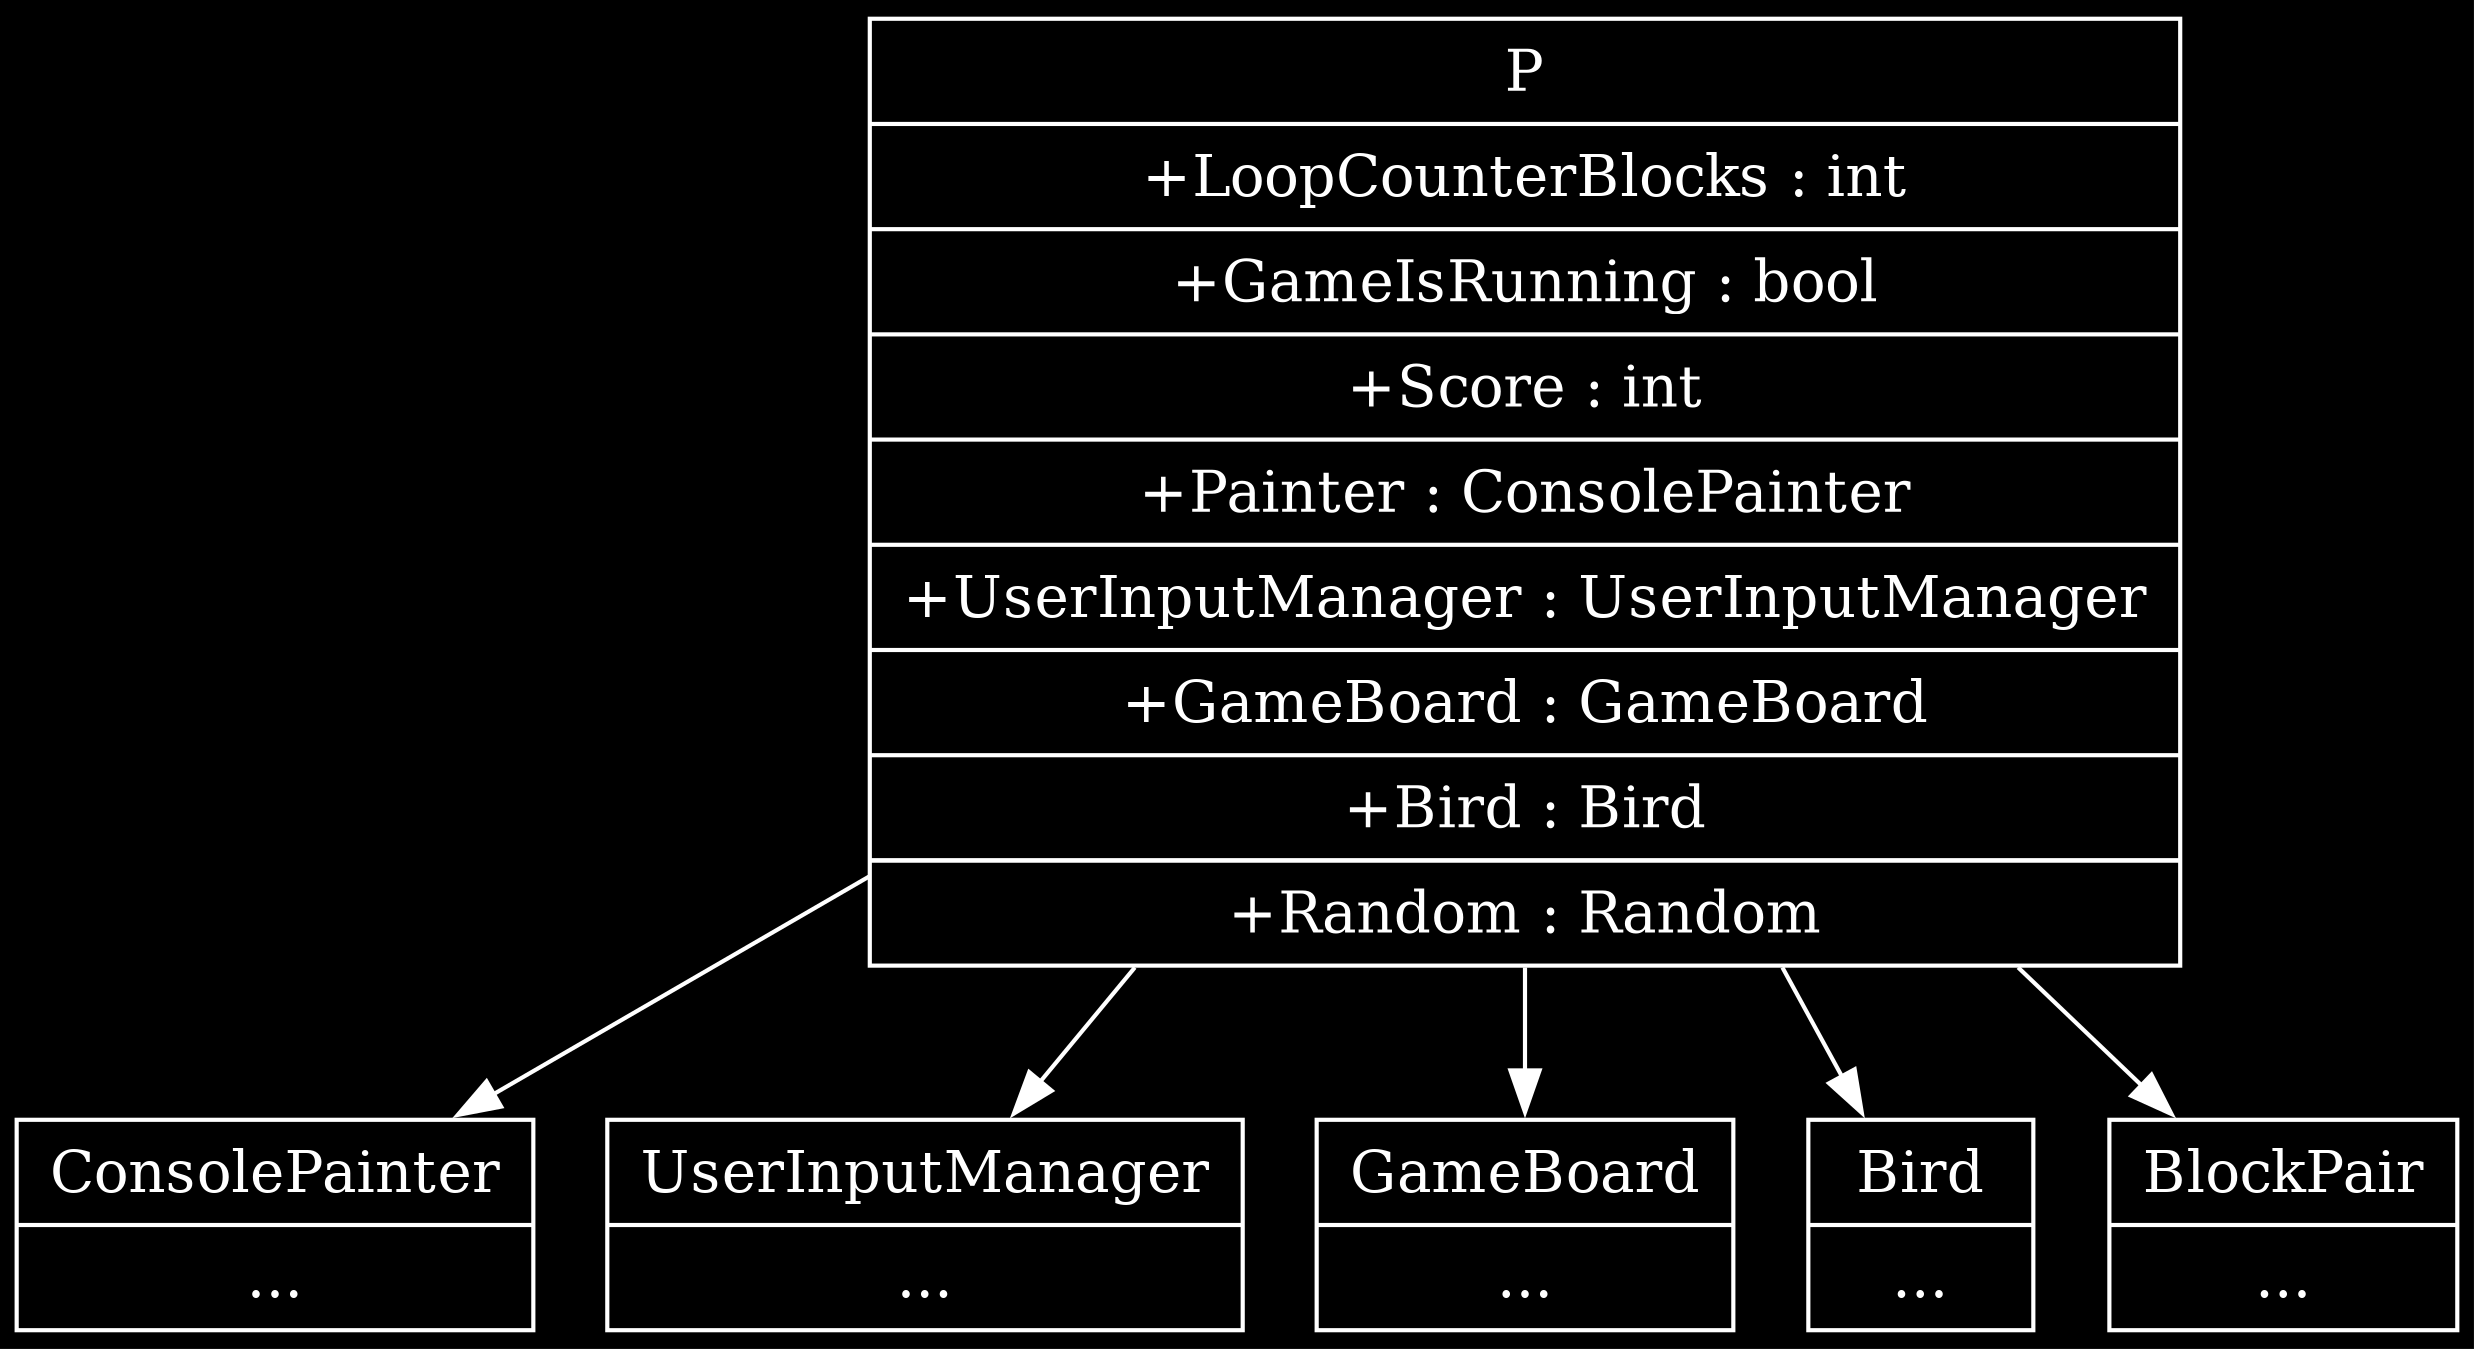 P
+LoopCounterBlocks : int
+GameIsRunning : bool
+Score : int
+Painter : ConsolePainter
+UserInputManager : UserInputManager
+GameBoard : GameBoard
+Bird : Bird
+Random : Random
ConsolePainter
...
UserInputManager
...
GameBoard
...
Bird
...
BlockPair
...